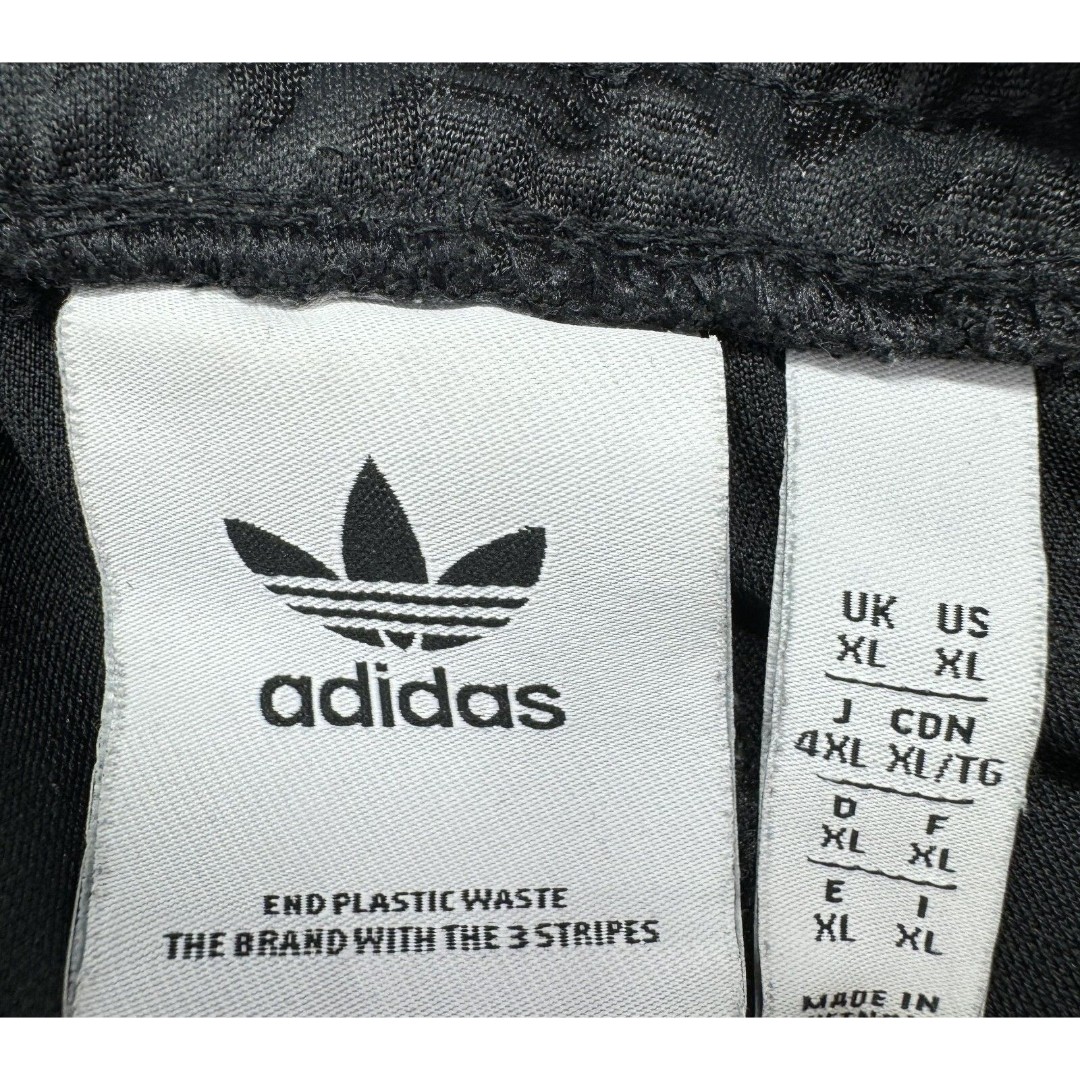 adidas
END PLASTIC WASTE
THE BRAND WITH THE 3 STRIPES
UK US
XL XL
J CDN
4XL XL/TG
D F
XL XL
E I
XL XL
MADE IN